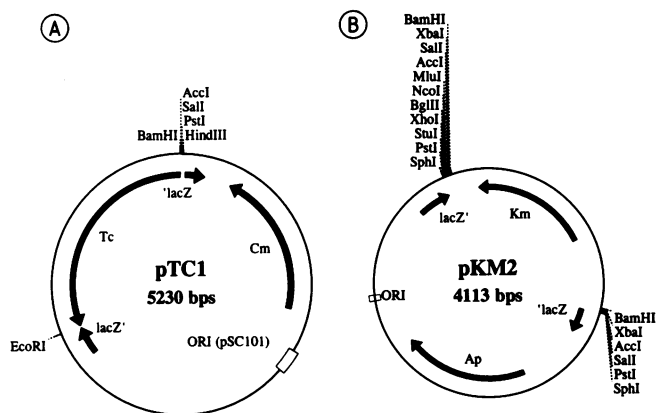 A
AccI
SalI
PstI
BamHI HindIII
'lacZ
Tc
Cm
pTC1
5230 bps
lacZ'
EcoRI
ORI (pSC101)
B
BamHI
XbaI
SalI
AccI
MluI
NcoI
BglII
XhoI
StuI
PstI
SphI
lacZ'
Km
pKM2
4113 bps
ORI
'lacZ
Ap
BamHI
XbaI
AccI
SalI
PstI
SphI